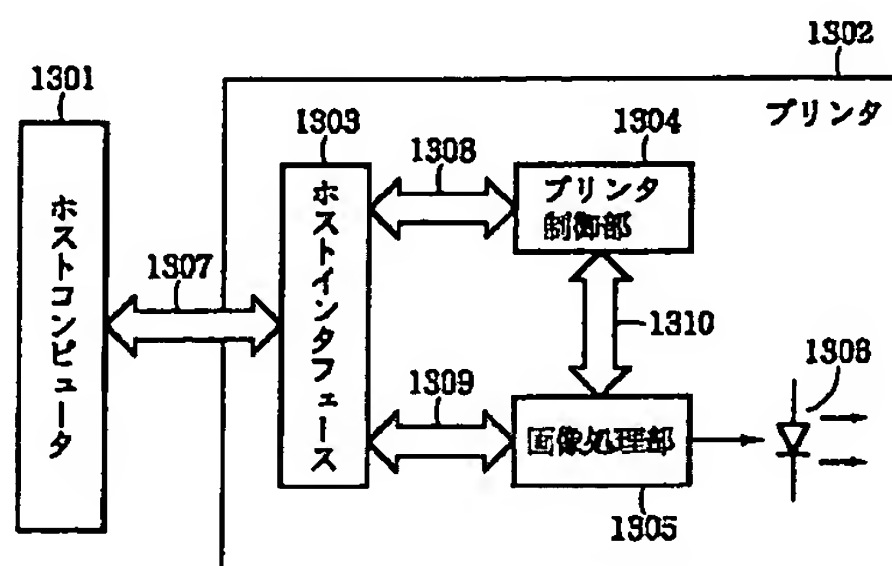 1302
プリンタ
1301
1303
1304
1308
プリンタ
制御部
ホストコンピュータ
ホストインタフェース
1307
1310
1309
1308
画像処理部
1305